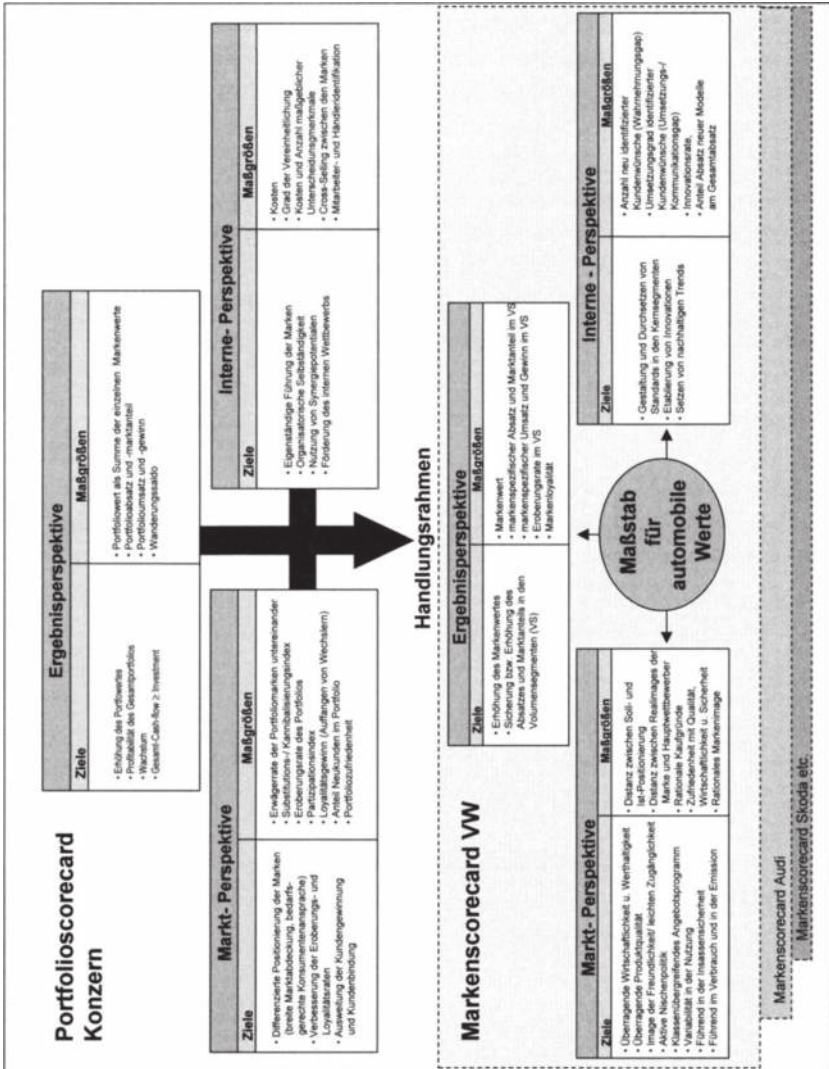 Portfolioscorecard
Konzern
Ergebnisperspektive
Ziele
Maßgrößen
• Erhöhung des Portfowertes
• Profitabilität des Gesamtportfolios
• Wachstum
• Gesamt-Cash-flow ≥ Investment
• Portfoliowert als Summe der einzelnen Markenwerte
• Portfolioabsatz und -marktanteil
• Portfolioumsatz und -gewinn
• Wanderungssaldo
Markt- Perspektive
Ziele
Maßgrößen
• Differenzierte Positionierung der Marken
(breite Marktabdeckung, bedarfs-
gerechte Konsumentenansprache)
• Verbesserung der Eroberungs- und
Loyalitätsraten
• Ausweitung der Kundengewinnung
und Kundenbindung
• Erwägerrate der Portfoliomarken untereinander
• Substitutions-/ Kannibalisierungsindex
• Eroberungsrate des Portfolios
• Partizipationsindex
• Loyalitätsgewinn (Auffangen von Wechslern)
• Anteil Neukunden im Portfolio
• Portfoliozufriedenheit
Interne- Perspektive
Ziele
Maßgrößen
• Eigenständige Führung der Marken
• Organisatorische Selbständigkeit
• Nutzung von Synergiepotentialen
• Förderung des internen Wettbewerbs
• Kosten
• Grad der Vereinheitlichung
• Kosten und Anzahl maßgeblicher
Unterscheidungsmerkmale
• Cross-Selling zwischen den Marken
• Mitarbeiter- und Händleridentifikation
Handlungsrahmen
Markenscorecard VW
Ergebnisperspektive
Ziele
Maßgrößen
• Erhöhung des Markenwertes
• Sicherung bzw. Erhöhung des
Absatzes und Marktanteils in den
Volumensegmenten (VS)
• Markenwert
• markenspezifischer Absatz und Marktanteil im VS
• markenspezifischer Umsatz und Gewinn im VS
• Eroberungsrate im VS
• Markenloyalität
Markt- Perspektive
Ziele
Maßgrößen
• Überragende Wirtschaftlichkeit u. Werthaltigkeit
• Überragende Produktqualität
• Image der Freundlichkeit/ leichten Zugänglichkeit
• Aktive Nischenpolitik
• Klassenübergreifendes Angebotsprogramm
• Variabilität in der Nutzung
• Führend in der Insassensicherheit
• Führend im Verbrauch und in der Emission
• Distanz zwischen Soll- und
Ist-Positionierung
• Distanz zwischen Realimages der
Marke und Hauptwettbewerber
• Rationale Kaufgründe
• Zufriedenheit mit Qualität,
Wirtschaftlichkeit u. Sicherheit
• Rationales Markenimage
Maßstab
für
automobile
Werte
Interne - Perspektive
Ziele
Maßgrößen
• Gestaltung und Durchsetzen von
Standards in den Kernsegmenten
• Etablierung von Innovationen
• Setzen von nachhaltigen Trends
• Anzahl neu identifizierter
Kundenwünsche (Wahrnehmungsgap)
• Umsetzungsgrad identifizierter
Kundenwünsche (Umsetzungs-/
Kommunikationsgap)
• Innovationsrate,
• Anteil Absatz neuer Modelle
am Gesamtabsatz
Markenscorecard Audi
Markenscorecard Skoda etc.